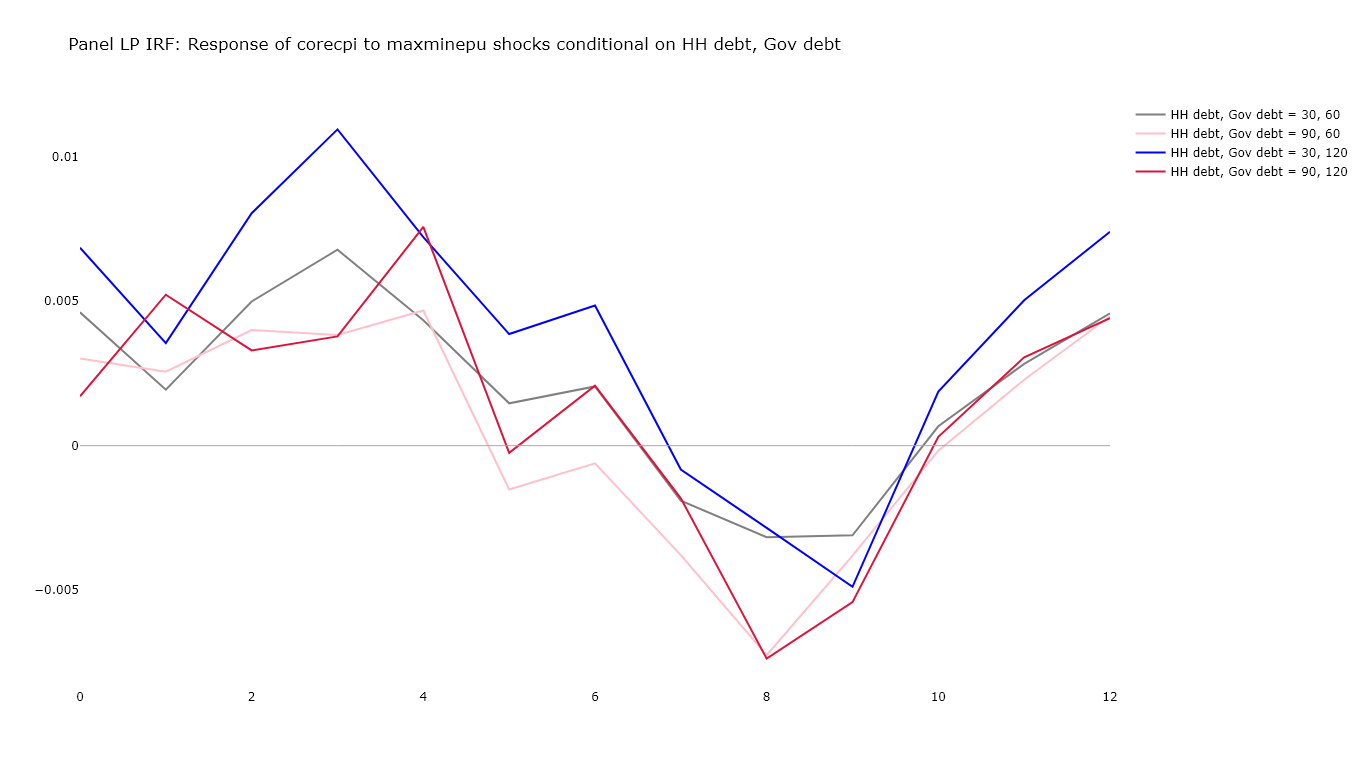 Panel LP IRF: Response of corecpi to maxminepu shocks conditional on HH debt, Gov debt
HH debt, Gov debt = 30, 60
HH debt, Gov debt = 90, 60
HH debt, Gov debt = 30, 120
HH debt, Gov debt = 90, 120
0.01
0.005
0
−0.005
0 2 4 6 8 10 12